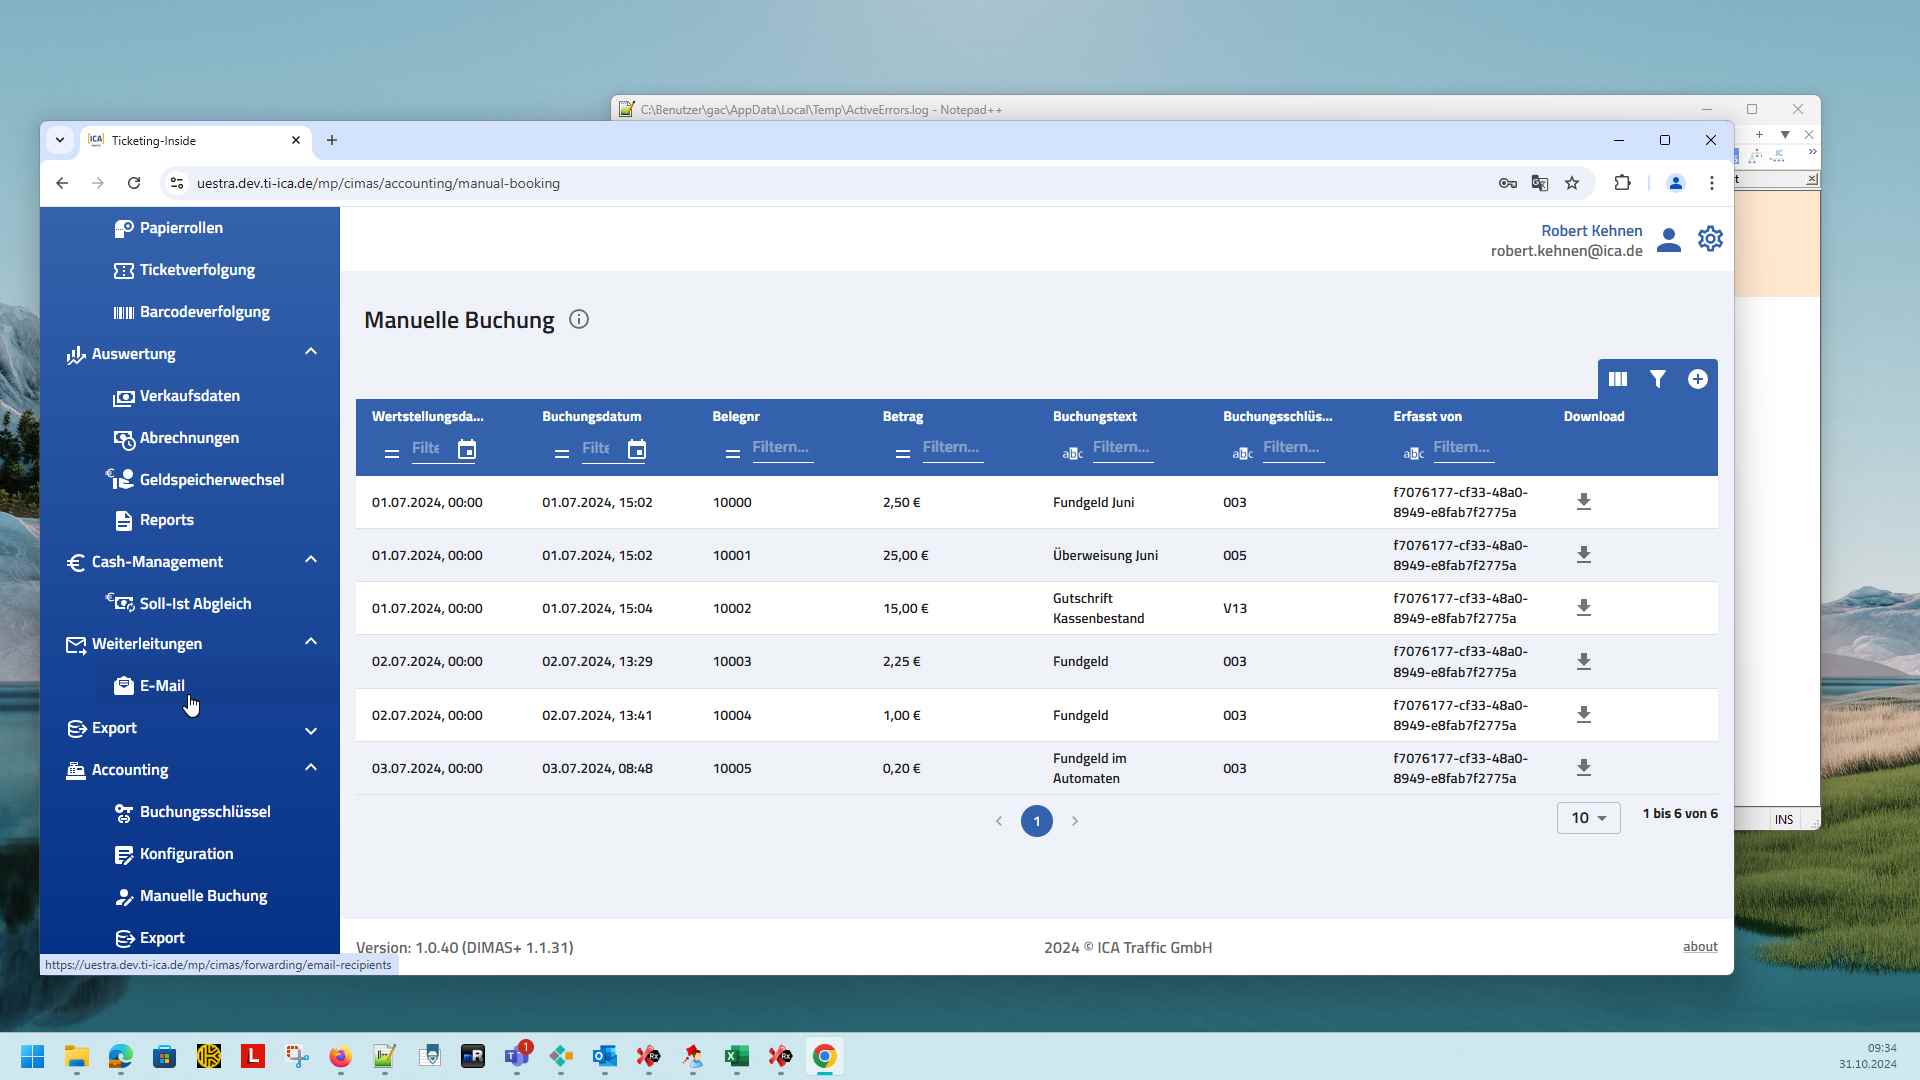 C:\Benutzer\gac\AppData\Local\Temp\ActiveErrors.log - Notepad++
Ticketing-Inside
uestra.dev.ti-ica.de/mp/cimas/accounting/manual-booking
Robert Kehnen
robert.kehnen@ica.de
Papierrollen
Ticketverfolgung
Barcodeverfolgung
Auswertung
Verkaufsdaten
Abrechnungen
Geldspeicherwechsel
Reports
Cash-Management
Soll-Ist Abgleich
Weiterleitungen
E-Mail
Export
Accounting
Buchungsschlüssel
Konfiguration
Manuelle Buchung
Export
https://uestra.dev.ti-ica.de/mp/cimas/forwarding/email-recipients
Manuelle Buchung
Wertstellungsda... Buchungsdatum Belegnr Betrag Buchungstext Buchungsschlüs... Erfasst von Download
Filte Filte Filtern... Filtern... abc Filtern... abc Filtern... abc Filtern...
01.07.2024, 00:00 01.07.2024, 15:02 10000 2,50 € Fundgeld Juni 003 f7076177-cf33-48a0-
8949-e8fab7f2775a
01.07.2024, 00:00 01.07.2024, 15:02 10001 25,00 € Überweisung Juni 005 f7076177-cf33-48a0-
8949-e8fab7f2775a
01.07.2024, 00:00 01.07.2024, 15:04 10002 15,00 € Gutschrift V13 f7076177-cf33-48a0-
Kassenbestand 8949-e8fab7f2775a
02.07.2024, 00:00 02.07.2024, 13:29 10003 2,25 € Fundgeld 003 f7076177-cf33-48a0-
8949-e8fab7f2775a
02.07.2024, 00:00 02.07.2024, 13:41 10004 1,00 € Fundgeld 003 f7076177-cf33-48a0-
8949-e8fab7f2775a
03.07.2024, 00:00 03.07.2024, 08:48 10005 0,20 € Fundgeld im 003 f7076177-cf33-48a0-
Automaten 8949-e8fab7f2775a
1
10
1 bis 6 von 6
Version: 1.0.40 (DIMAS+ 1.1.31) 2024 © ICA Traffic GmbH about
INS
09:34
31.10.2024